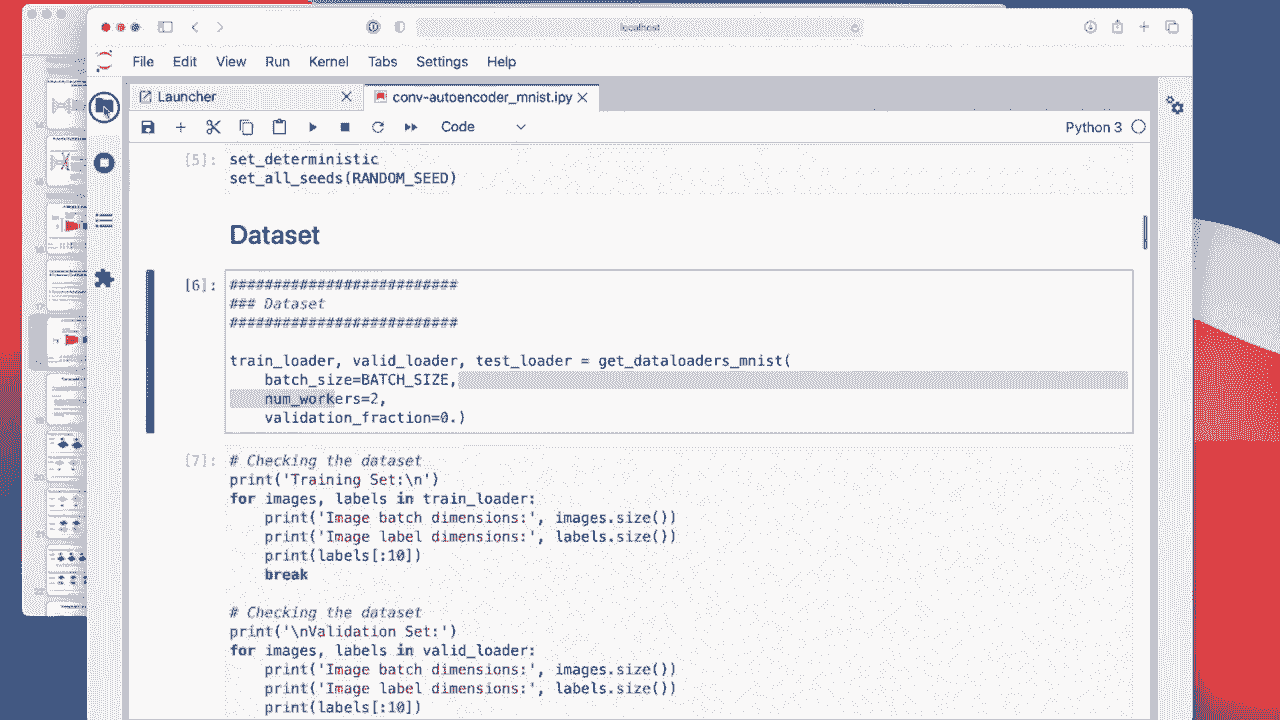 localhost
File Edit View Run Kernel Tabs Settings Help
Launcher
conv-autoencoder_mnist.ipy
Code
Python 3
[5]:
set_deterministic
set_all_seeds(RANDOM_SEED)
Dataset
[6]:
##########################
### Dataset
##########################
train_loader, valid_loader, test_loader = get_dataloaders_mnist(
batch_size=BATCH_SIZE,
num_workers=2,
validation_fraction=0.)
[7]:
# Checking the dataset
print('Training Set:\n')
for images, labels in train_loader:
print('Image batch dimensions:', images.size())
print('Image label dimensions:', labels.size())
print(labels[:10])
break
# Checking the dataset
print('\nValidation Set:')
for images, labels in valid_loader:
print('Image batch dimensions:', images.size())
print('Image label dimensions:', labels.size())
print(labels[:10])